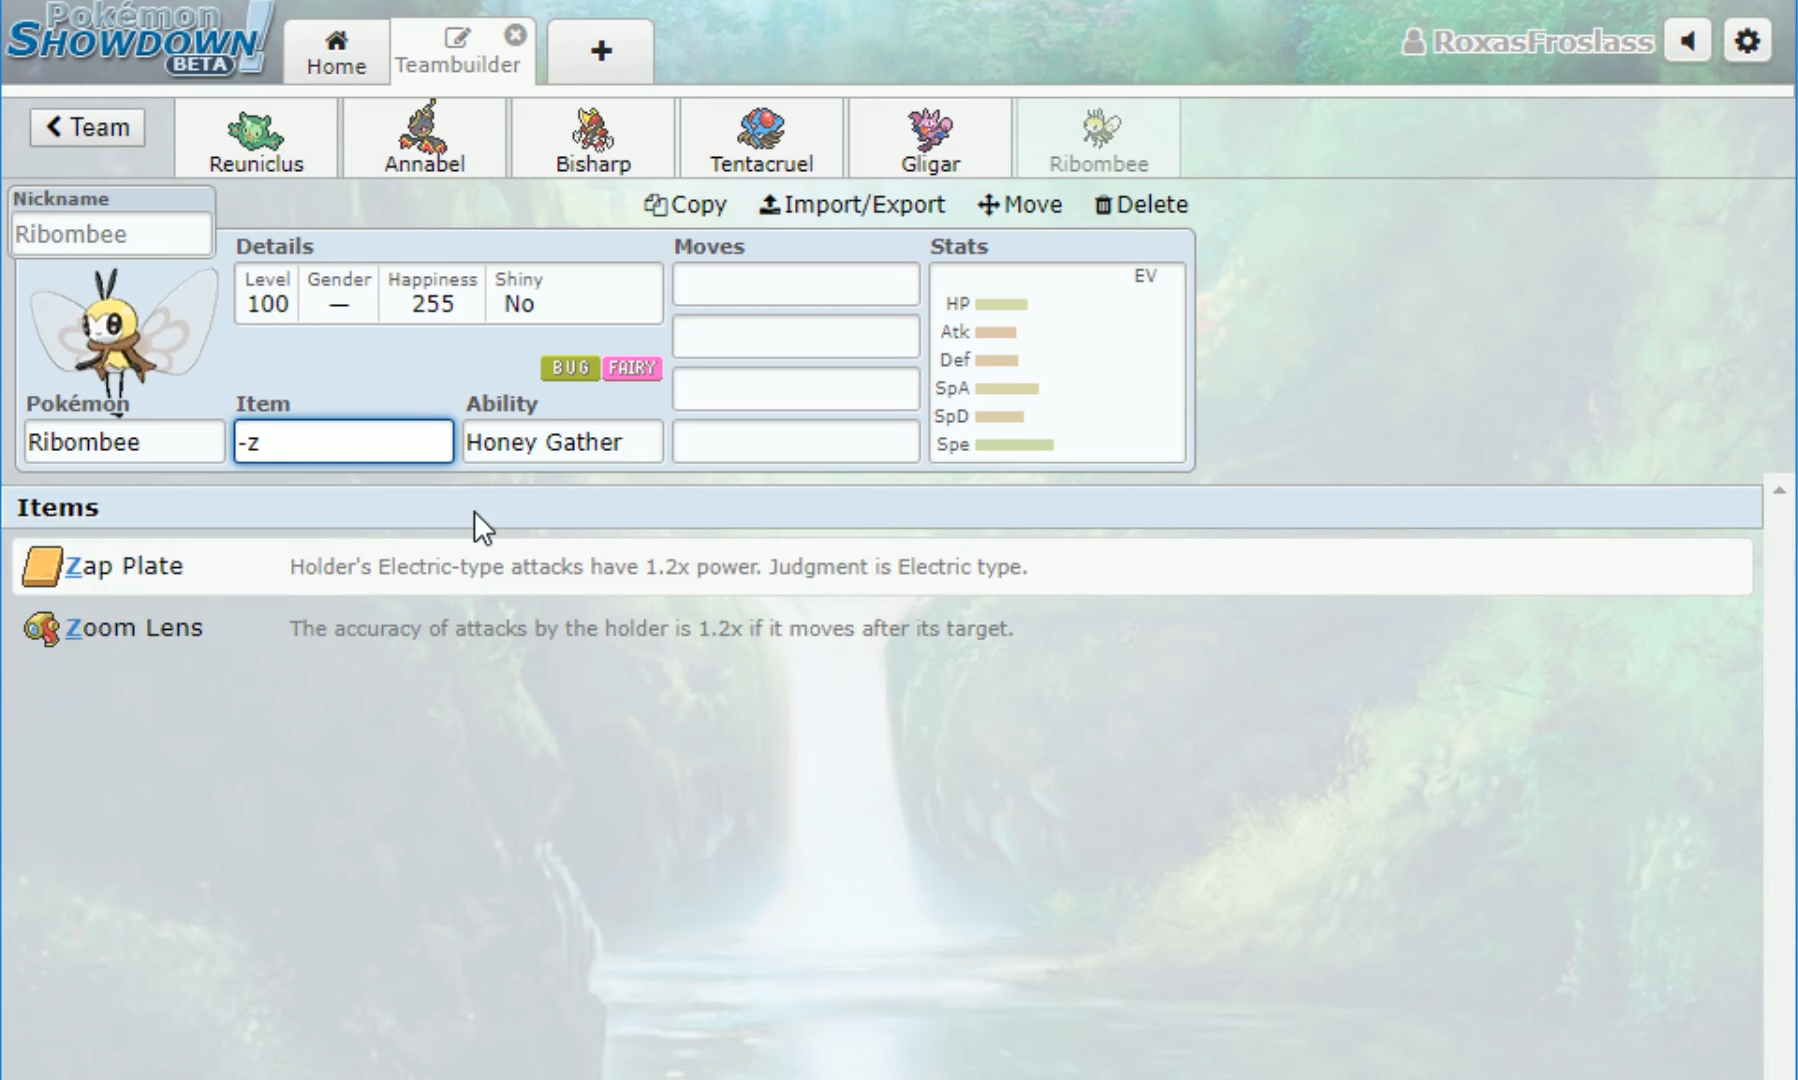 Pokémon
SHOWDOWN!
BETA
Home
Teambuilder
+
RoxasFroslass
Team
Reuniclus
Annabel
Bisharp
Tentacruel
Gligar
Ribombee
Nickname
Ribombee
Copy
Import/Export
Move
Delete
Details
Moves
Stats
Level
Gender
Happiness
Shiny
100
—
255
No
EV
HP
Atk
Def
SpA
SpD
Spe
BUG
FAIRY
Pokémon
Item
Ability
Ribombee
-z
Honey Gather
Items
Zap Plate
Holder's Electric-type attacks have 1.2x power. Judgment is Electric type.
Zoom Lens
The accuracy of attacks by the holder is 1.2x if it moves after its target.